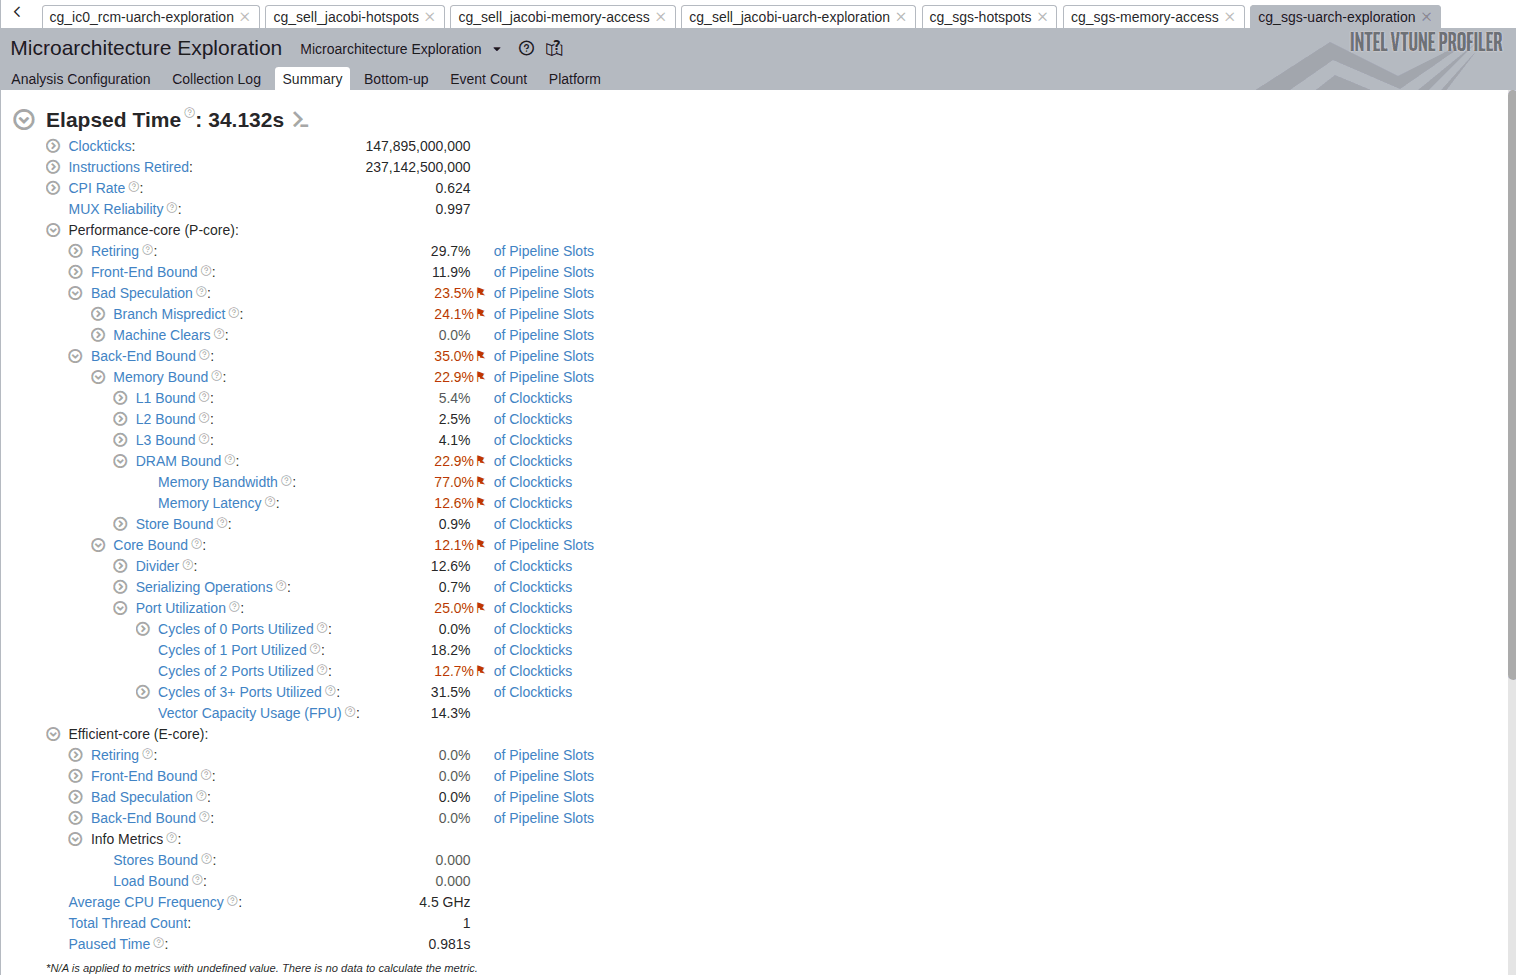 cg_ic0_rcm-uarch-exploration
cg_sell_jacobi-hotspots
cg_sell_jacobi-memory-access
cg_sell_jacobi-uarch-exploration
cg_sgs-hotspots
cg_sgs-memory-access
cg_sgs-uarch-exploration
Microarchitecture Exploration
Microarchitecture Exploration
INTEL VTUNE PROFILER
Analysis Configuration
Collection Log
Summary
Bottom-up
Event Count
Platform
Elapsed Time: 34.132s
Clockticks: 147,895,000,000
Instructions Retired: 237,142,500,000
CPI Rate: 0.624
MUX Reliability: 0.997
Performance-core (P-core):
Retiring: 29.7% of Pipeline Slots
Front-End Bound: 11.9% of Pipeline Slots
Bad Speculation: 23.5% of Pipeline Slots
Branch Mispredict: 24.1% of Pipeline Slots
Machine Clears: 0.0% of Pipeline Slots
Back-End Bound: 35.0% of Pipeline Slots
Memory Bound: 22.9% of Pipeline Slots
L1 Bound: 5.4% of Clockticks
L2 Bound: 2.5% of Clockticks
L3 Bound: 4.1% of Clockticks
DRAM Bound: 22.9% of Clockticks
Memory Bandwidth: 77.0% of Clockticks
Memory Latency: 12.6% of Clockticks
Store Bound: 0.9% of Clockticks
Core Bound: 12.1% of Pipeline Slots
Divider: 12.6% of Clockticks
Serializing Operations: 0.7% of Clockticks
Port Utilization: 25.0% of Clockticks
Cycles of 0 Ports Utilized: 0.0% of Clockticks
Cycles of 1 Port Utilized: 18.2% of Clockticks
Cycles of 2 Ports Utilized: 12.7% of Clockticks
Cycles of 3+ Ports Utilized: 31.5% of Clockticks
Vector Capacity Usage (FPU): 14.3%
Efficient-core (E-core):
Retiring: 0.0% of Pipeline Slots
Front-End Bound: 0.0% of Pipeline Slots
Bad Speculation: 0.0% of Pipeline Slots
Back-End Bound: 0.0% of Pipeline Slots
Info Metrics:
Stores Bound: 0.000
Load Bound: 0.000
Average CPU Frequency: 4.5 GHz
Total Thread Count: 1
Paused Time: 0.981s
*N/A is applied to metrics with undefined value. There is no data to calculate the metric.